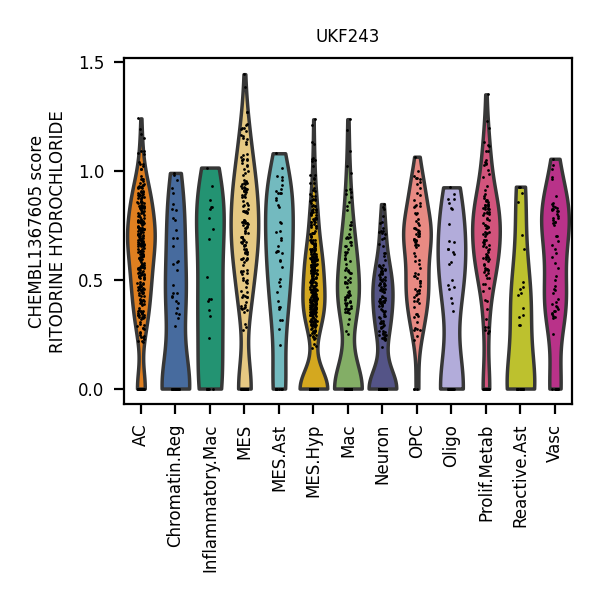 UKF243
CHEMBL1367605 score
RITODRINE HYDROCHLORIDE
1.5
1.0
0.5
0.0
AC
Chromatin.Reg
Inflammatory.Mac
MES
MES.Ast
MES.Hyp
Mac
Neuron
OPC
Oligo
Prolif.Metab
Reactive.Ast
Vasc